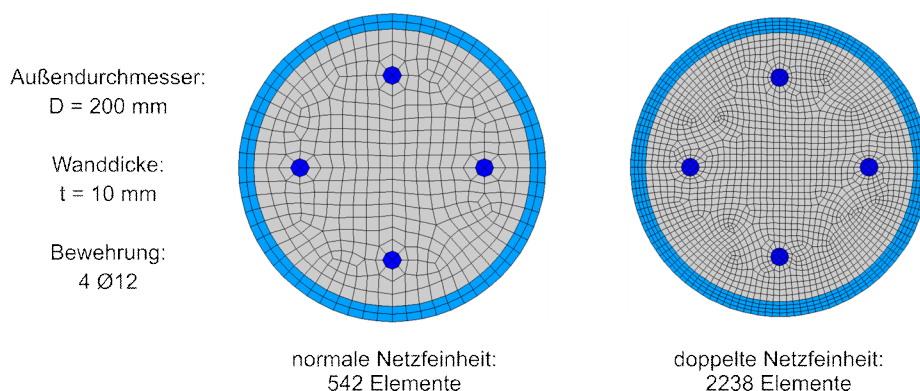 Außendurchmesser:
D = 200 mm
Wanddicke:
t = 10 mm
Bewehrung:
4 Ø12
normale Netzfeinheit:
542 Elemente
doppelte Netzfeinheit:
2238 Elemente